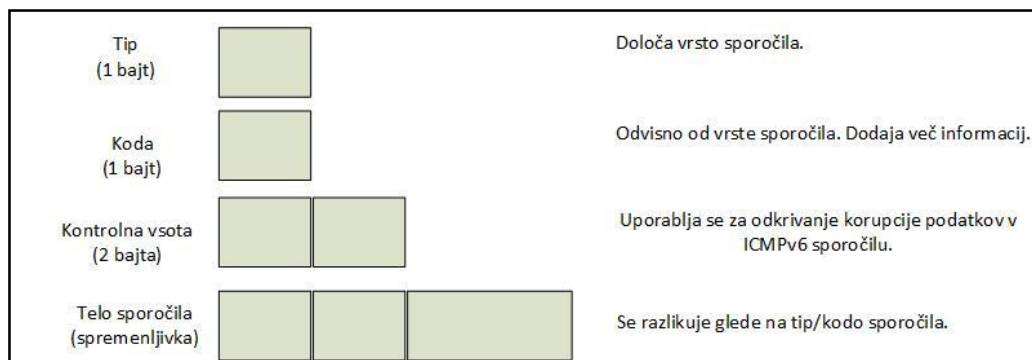 Tip
(1 bajt)
Določa vrsto sporočila.
Koda
(1 bajt)
Odvisno od vrste sporočila. Dodaja več informacij.
Kontrolna vsota
(2 bajta)
Uporablja se za odkrivanje korupcije podatkov v
ICMPv6 sporočilu.
Telo sporočila
(spremenljivka)
Se razlikuje glede na tip/kodo sporočila.